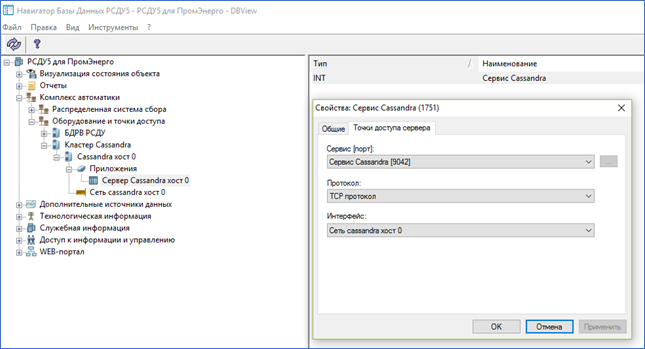 Навигатор Базы Данных РСДУ5 - РСДУ5 для ПромЭнерго - DBView
Файл Правка Вид Инструменты ?
РСДУ5 для ПромЭнерго
Визуализация состояния объекта
Отчеты
Комплекс автоматики
Распределенная система сбора
Оборудование и точки доступа
БДРВ РСДУ
Кластер Cassandra
Cassandra хост 0
Приложения
Сервер Cassandra хост 0
Сеть cassandra хост 0
Дополнительные источники данных
Технологическая информация
Служебная информация
Доступ к информации и управлению
WEB-портал
Тип / Наименование
INT Сервис Cassandra
Свойства: Сервис Cassandra (1751)
Общие Точки доступа сервера
Сервис [порт]:
Сервис Cassandra [9042]
...
Протокол:
TCP протокол
Интерфейс:
Сеть cassandra хост 0
OK Отмена Применить